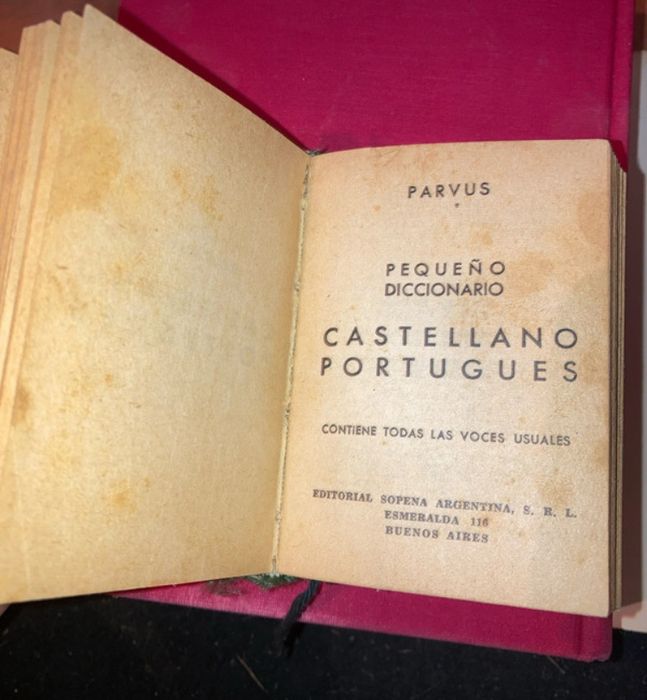 PARVUS
PEQUEÑO
DICCIONARIO
CASTELLANO
PORTUGUES
CONTIENE TODAS LAS VOCES USUALES
EDITORIAL SOPENA ARGENTINA, S. R. L.
ESMERALDA 116
BUENOS AIRES